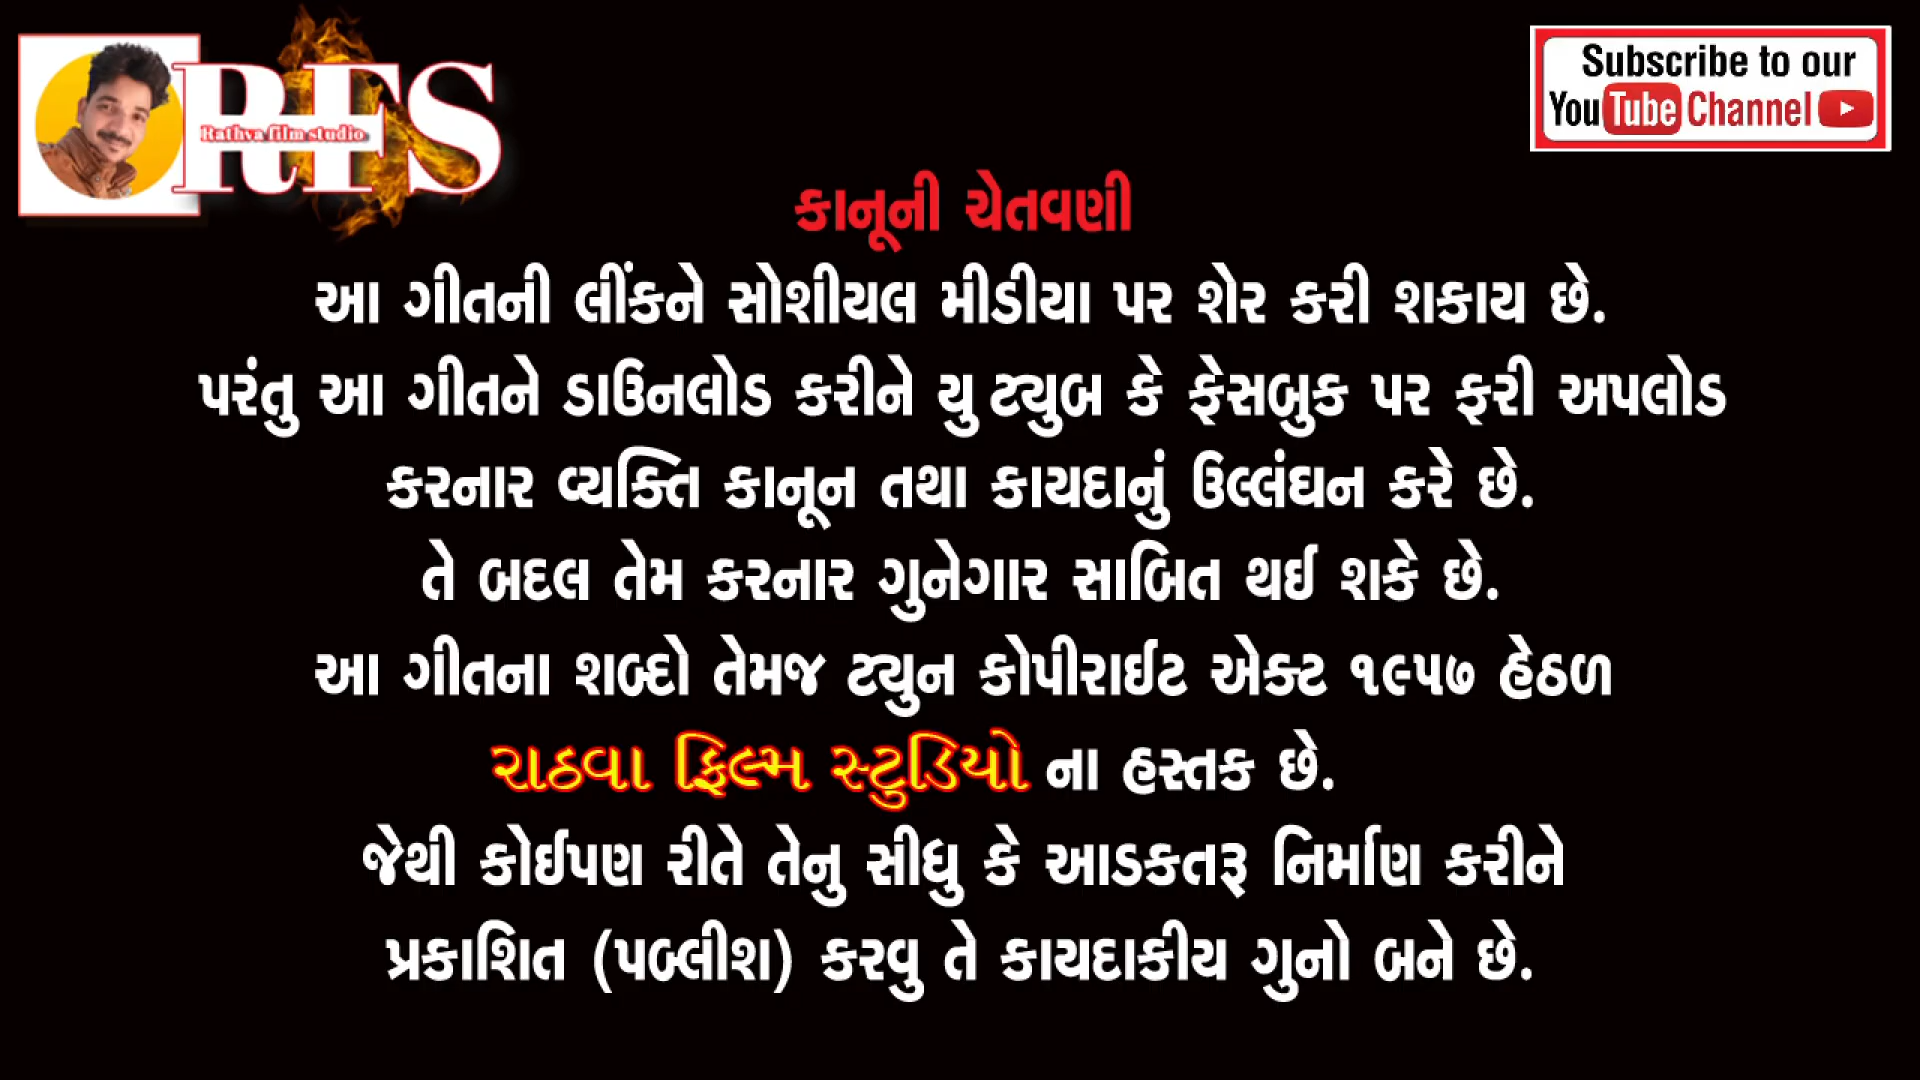 RFS
Rathva film studio
Subscribe to our
YouTube Channel
કાનૂની ચેતવણી
આ ગીતની લીંકને સોશીયલ મીડીયા પર શેર કરી શકાય છે.
પરંતુ આ ગીતને ડાઉનલોડ કરીને યુ ટ્યુબ કે ફેસબુક પર ફરી અપલોડ
કરનાર વ્યક્તિ કાનૂન તથા કાયદાનું ઉલ્લંઘન કરે છે.
તે બદલ તેમ કરનાર ગુનેગાર સાબિત થઈ શકે છે.
આ ગીતના શબ્દો તેમજ ટ્યુન કોપીરાઈટ એક્ટ ૧૯૫૭ હેઠળ
રાઠવા ફિલ્મ સ્ટુડિયો ના હસ્તક છે.
જેથી કોઈપણ રીતે તેનુ સીધુ કે આડકતરૂ નિર્માણ કરીને
પ્રકાશિત (પબ્લીશ) કરવુ તે કાયદાકીય ગુનો બને છે.